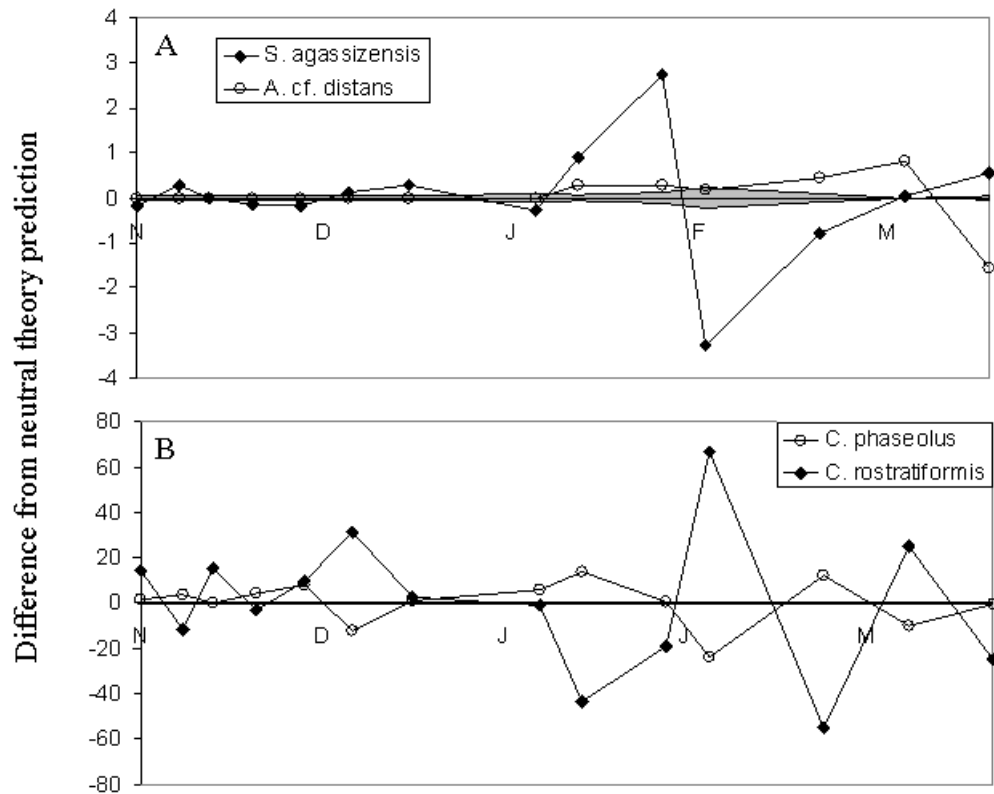 Difference from neutral theory prediction
4
3
2
1
0
-1
-2
-3
-4
A
S. agassizensis
A. cf. distans
N D J F M
80
60
40
20
0
-20
-40
-60
-80
B
C. phaseolus
C. rostratiformis
N D J J M